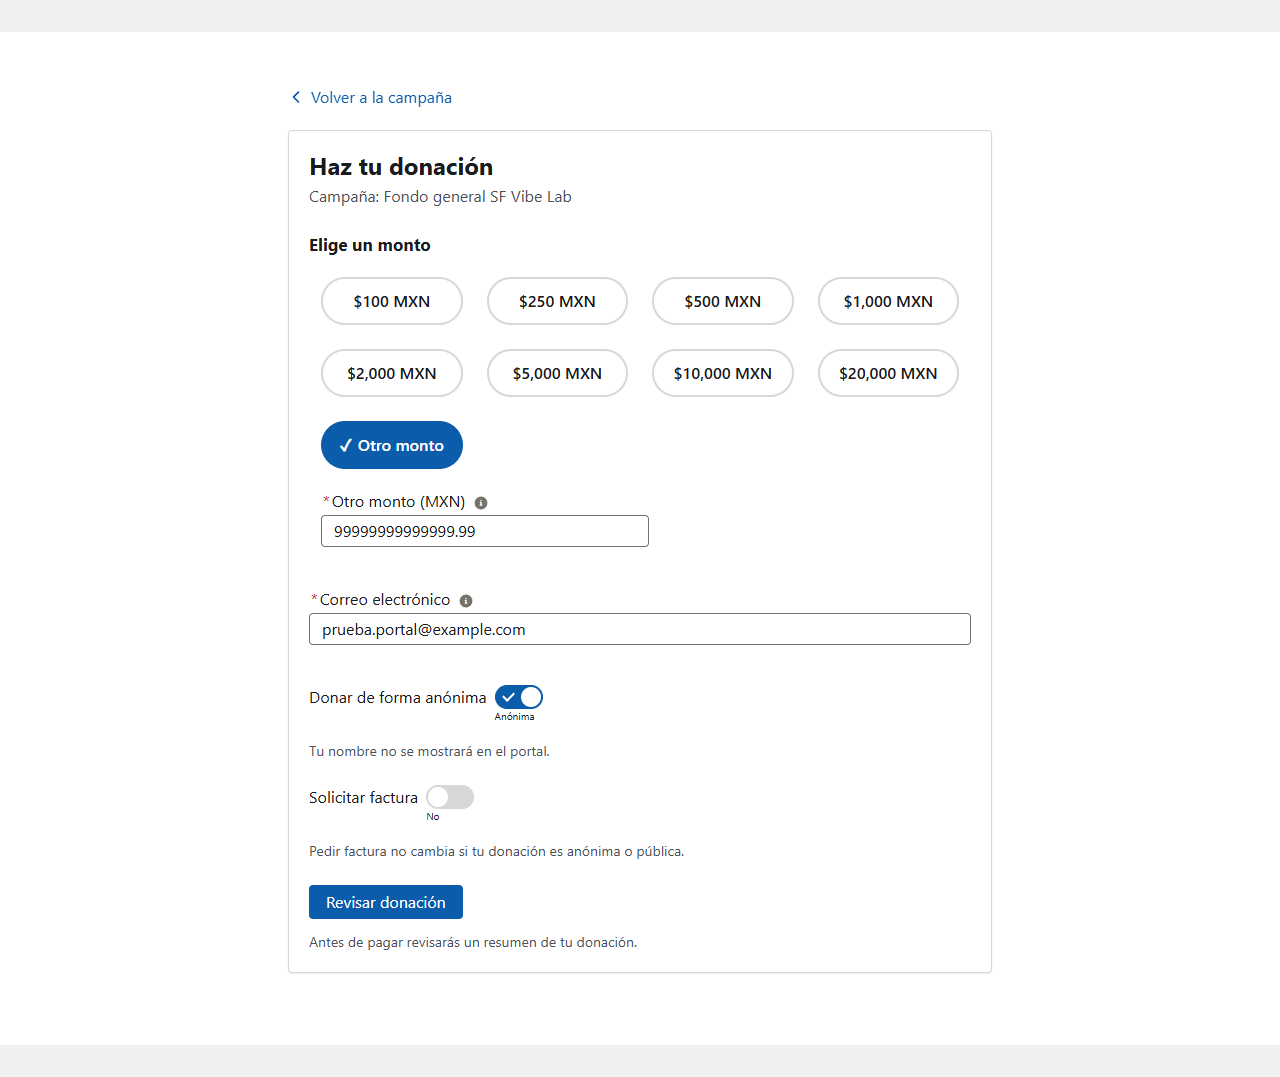 Volver a la campaña
Haz tu donación
Campaña: Fondo general SF Vibe Lab
Elige un monto
$100 MXN
$250 MXN
$500 MXN
$1,000 MXN
$2,000 MXN
$5,000 MXN
$10,000 MXN
$20,000 MXN
Otro monto
*Otro monto (MXN)
99999999999999.99
*Correo electrónico
prueba.portal@example.com
Donar de forma anónima
Anónima
Tu nombre no se mostrará en el portal.
Solicitar factura
No
Pedir factura no cambia si tu donación es anónima o pública.
Revisar donación
Antes de pagar revisarás un resumen de tu donación.